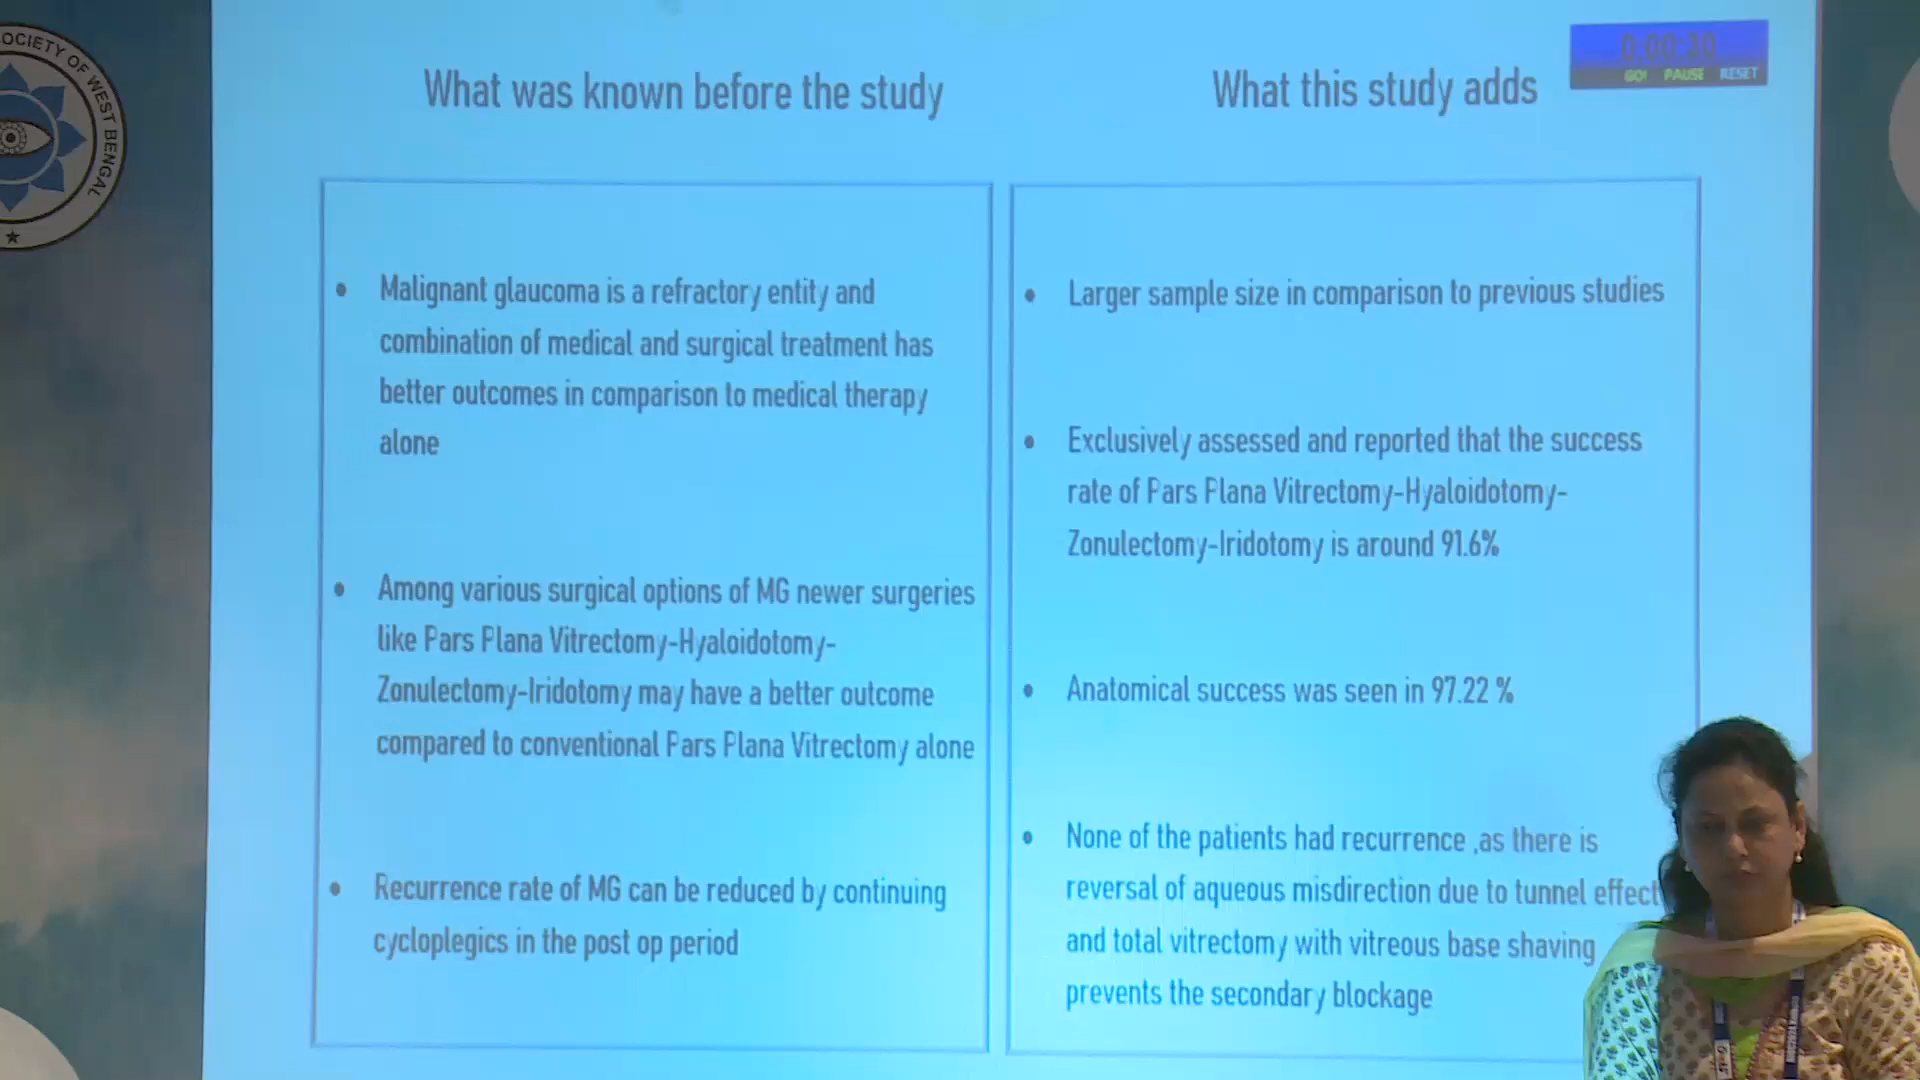 OCIETY OF WEST BENGAL
0:00:30
GO! PAUSE RESET
What was known before the study
What this study adds
• Malignant glaucoma is a refractory entity and
combination of medical and surgical treatment has
better outcomes in comparison to medical therapy
alone
• Among various surgical options of MG newer surgeries
like Pars Plana Vitrectomy-Hyaloidotomy-
Zonulectomy-Iridotomy may have a better outcome
compared to conventional Pars Plana Vitrectomy alone
• Recurrence rate of MG can be reduced by continuing
cycloplegics in the post op period
• Larger sample size in comparison to previous studies
• Exclusively assessed and reported that the success
rate of Pars Plana Vitrectomy-Hyaloidotomy-
Zonulectomy-Iridotomy is around 91.6%
• Anatomical success was seen in 97.22 %
• None of the patients had recurrence ,as there is
reversal of aqueous misdirection due to tunnel effect
and total vitrectomy with vitreous base shaving
prevents the secondary blockage